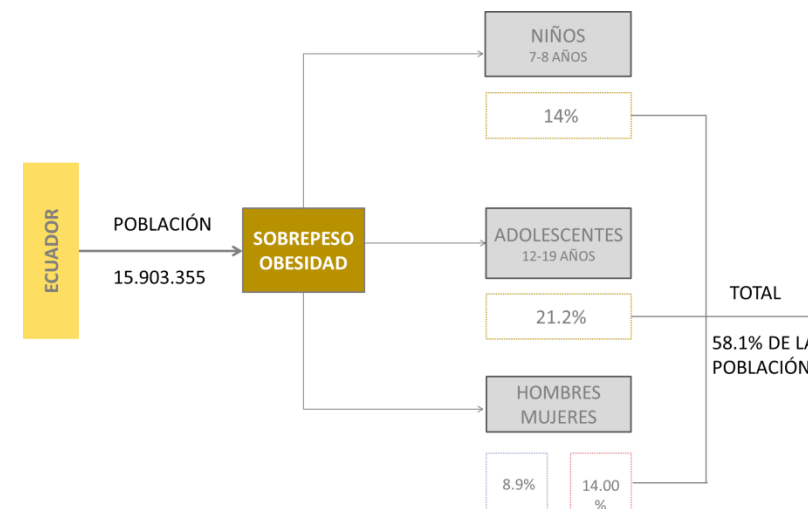 ECUADOR
POBLACIÓN
15.903.355
SOBREPESO
OBESIDAD
NIÑOS
7-8 AÑOS
14%
ADOLESCENTES
12-19 AÑOS
21.2%
HOMBRES
MUJERES
8.9%
14.00
%
TOTAL
58.1% DE LA
POBLACIÓN